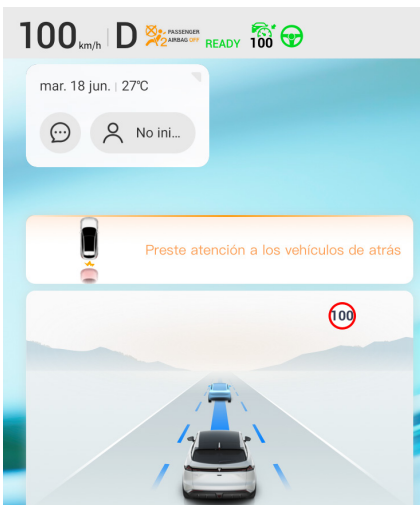 100 km/h D PASSENGER
AIRBAG OFF
2
READY
100
mar. 18 jun. | 27℃
No ini...
Preste atención a los vehículos de atrás
100